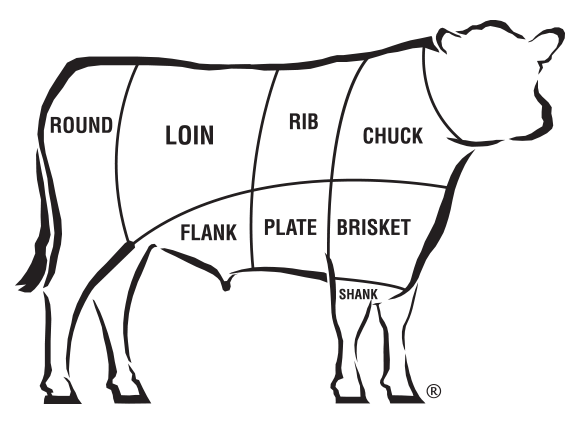 ROUND
LOIN
RIB
CHUCK
FLANK
PLATE
BRISKET
SHANK
®